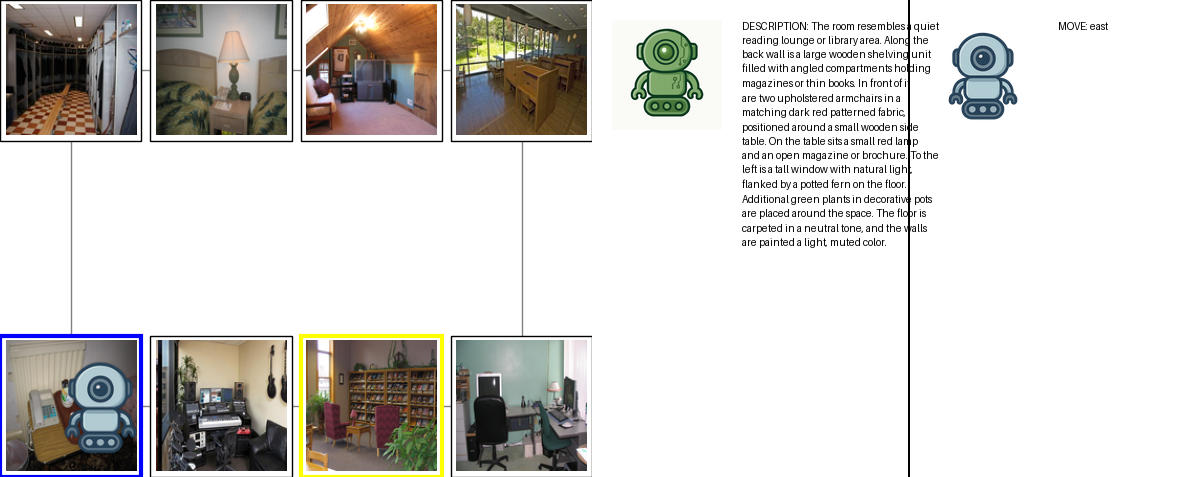 DESCRIPTION: The room resembles a quiet
reading lounge or library area. Along the
back wall is a large wooden shelving unit
filled with angled compartments holding
magazines or thin books. In front of it
are two upholstered armchairs in a
matching dark red patterned fabric,
positioned around a small wooden side
table. On the table sits a small red lamp
and an open magazine or brochure. To the
left is a tall window with natural light,
flanked by a potted fern on the floor.
Additional green plants in decorative pots
are placed around the space. The floor is
carpeted in a neutral tone, and the walls
are painted a light, muted color.
MOVE: east